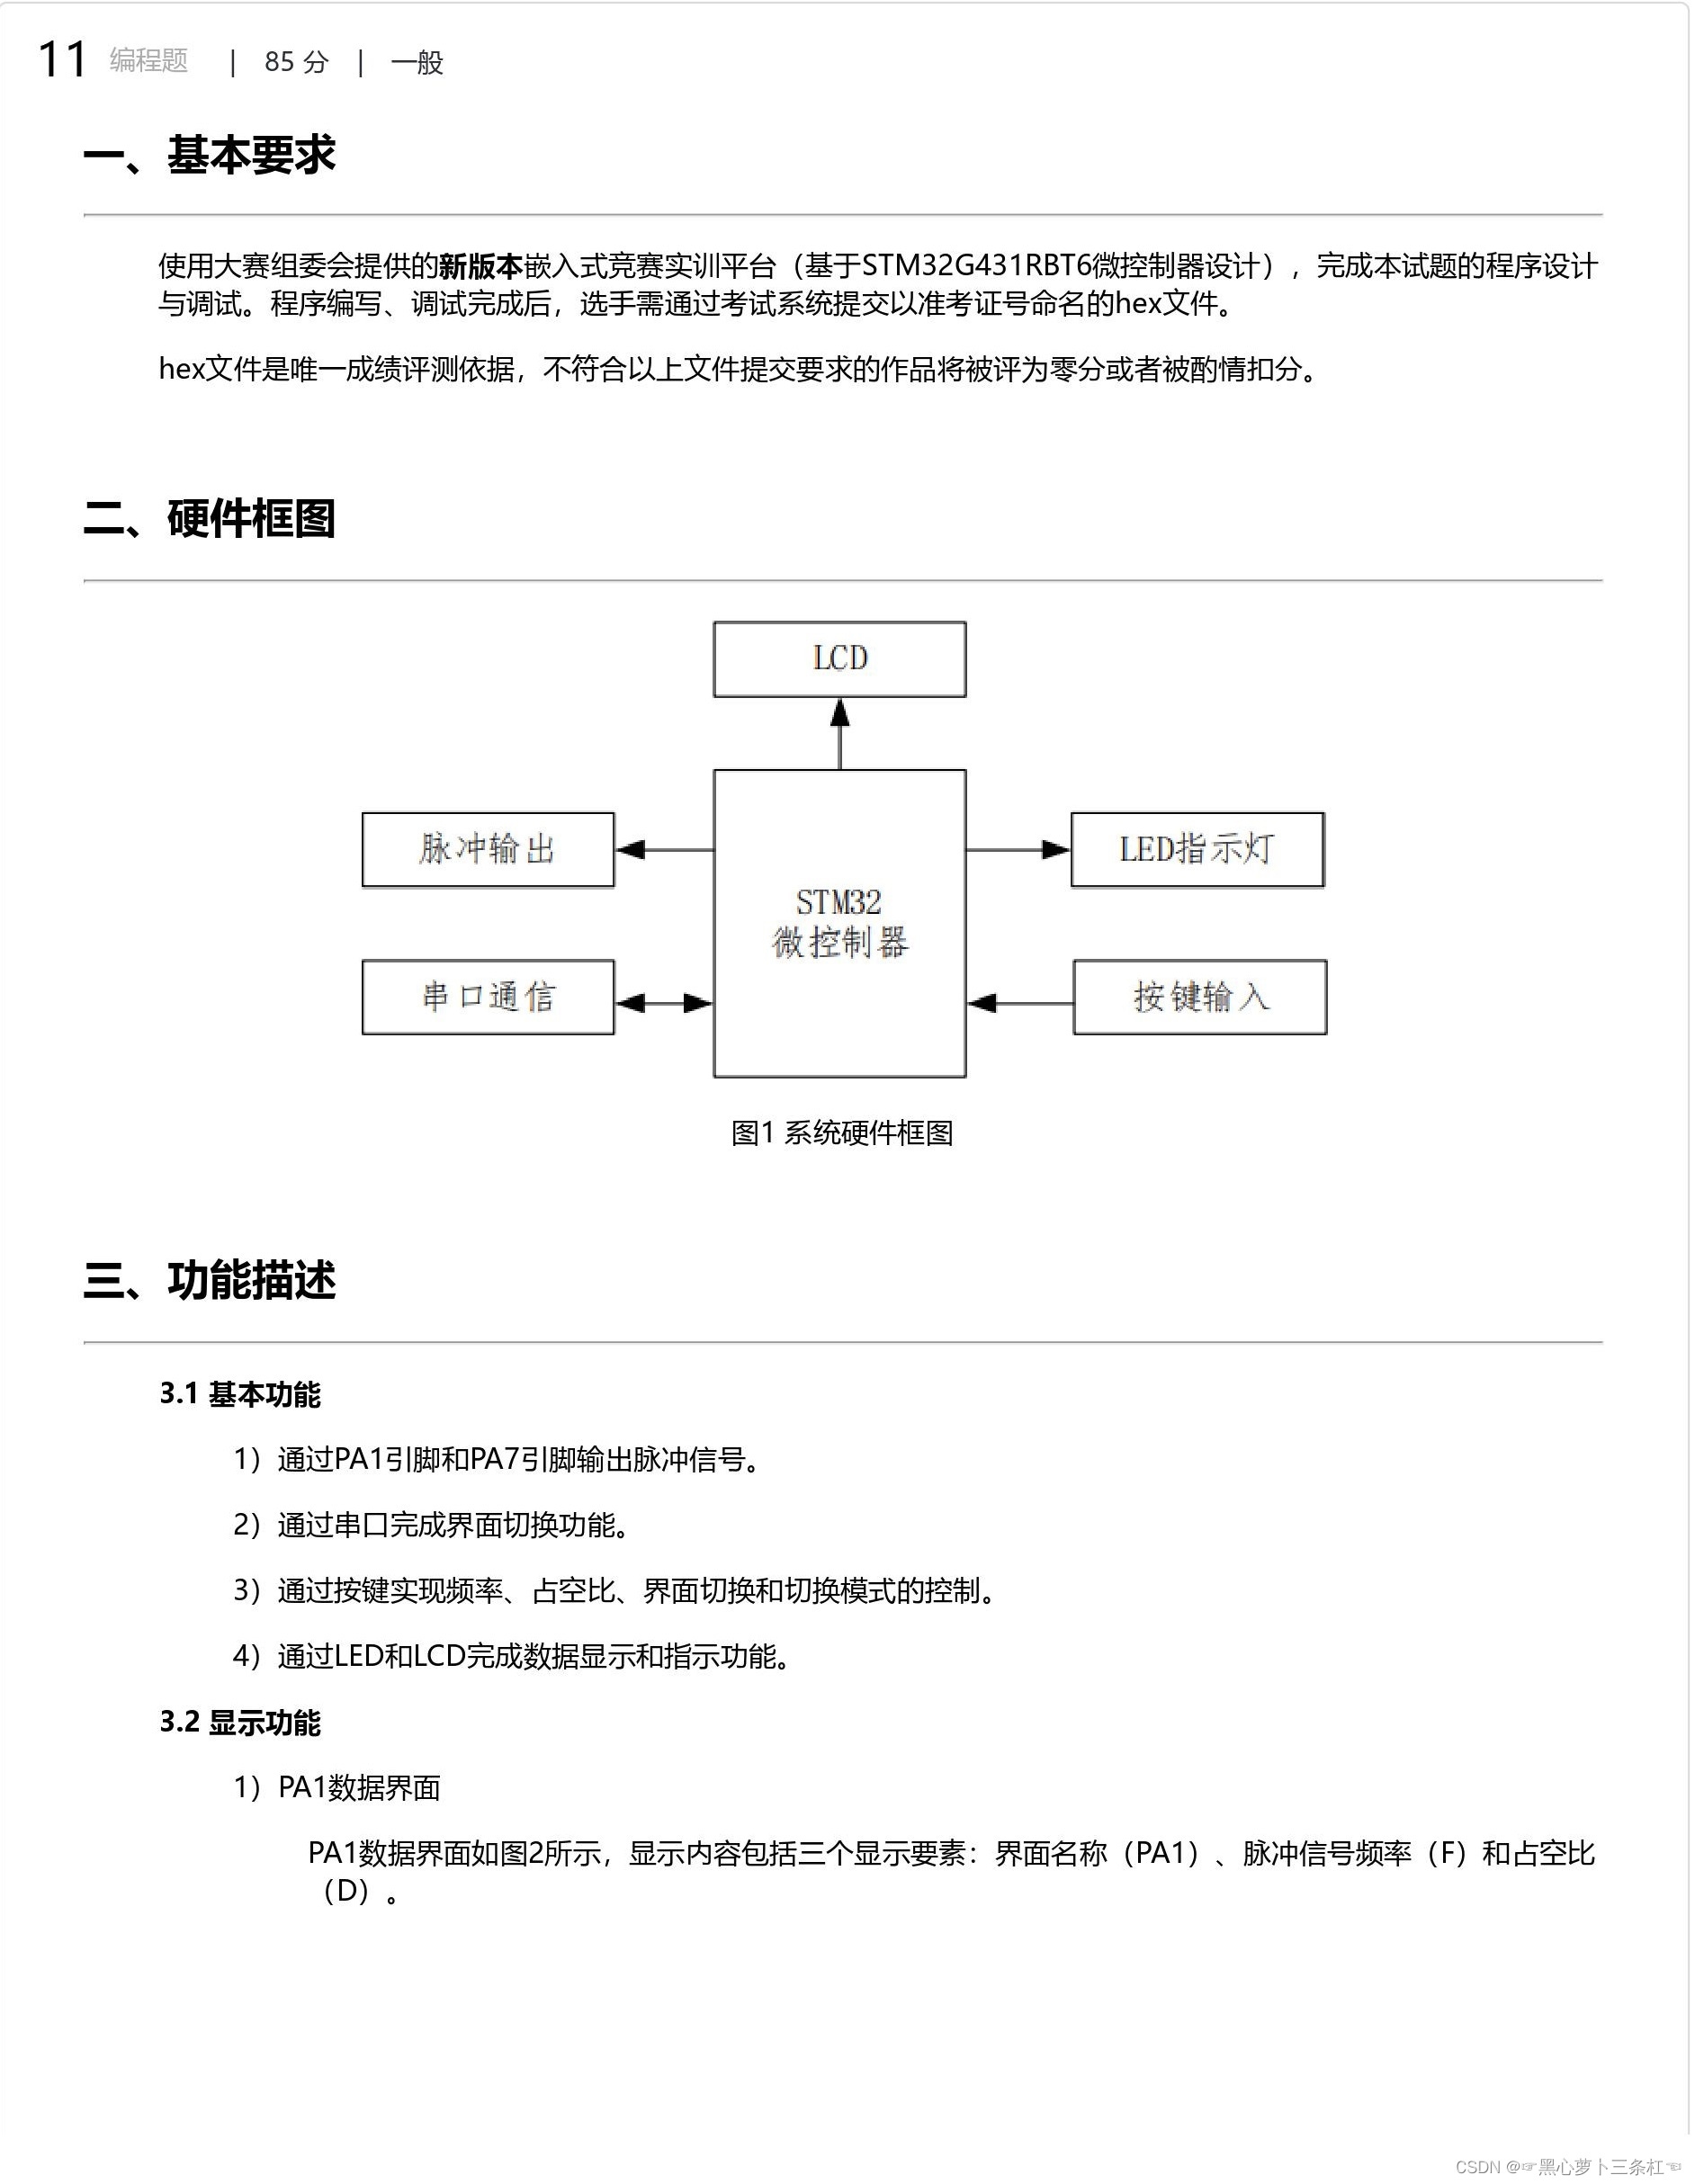 11 编程题 | 85 分 | 一般
一、基本要求
使用大赛组委会提供的新版本嵌入式竞赛实训平台（基于STM32G431RBT6微控制器设计），完成本试题的程序设计
与调试。程序编写、调试完成后，选手需通过考试系统提交以准考证号命名的hex文件。
hex文件是唯一成绩评测依据，不符合以上文件提交要求的作品将被评为零分或者被酌情扣分。
二、硬件框图
LCD
脉冲输出
LED指示灯
STM32
微控制器
串口通信
按键输入
图1 系统硬件框图
三、功能描述
3.1 基本功能
1）通过PA1引脚和PA7引脚输出脉冲信号。
2）通过串口完成界面切换功能。
3）通过按键实现频率、占空比、界面切换和切换模式的控制。
4）通过LED和LCD完成数据显示和指示功能。
3.2 显示功能
1）PA1数据界面
PA1数据界面如图2所示，显示内容包括三个显示要素：界面名称（PA1）、脉冲信号频率（F）和占空比
（D）。
CSDN @☞黑心萝卜三条杠☜